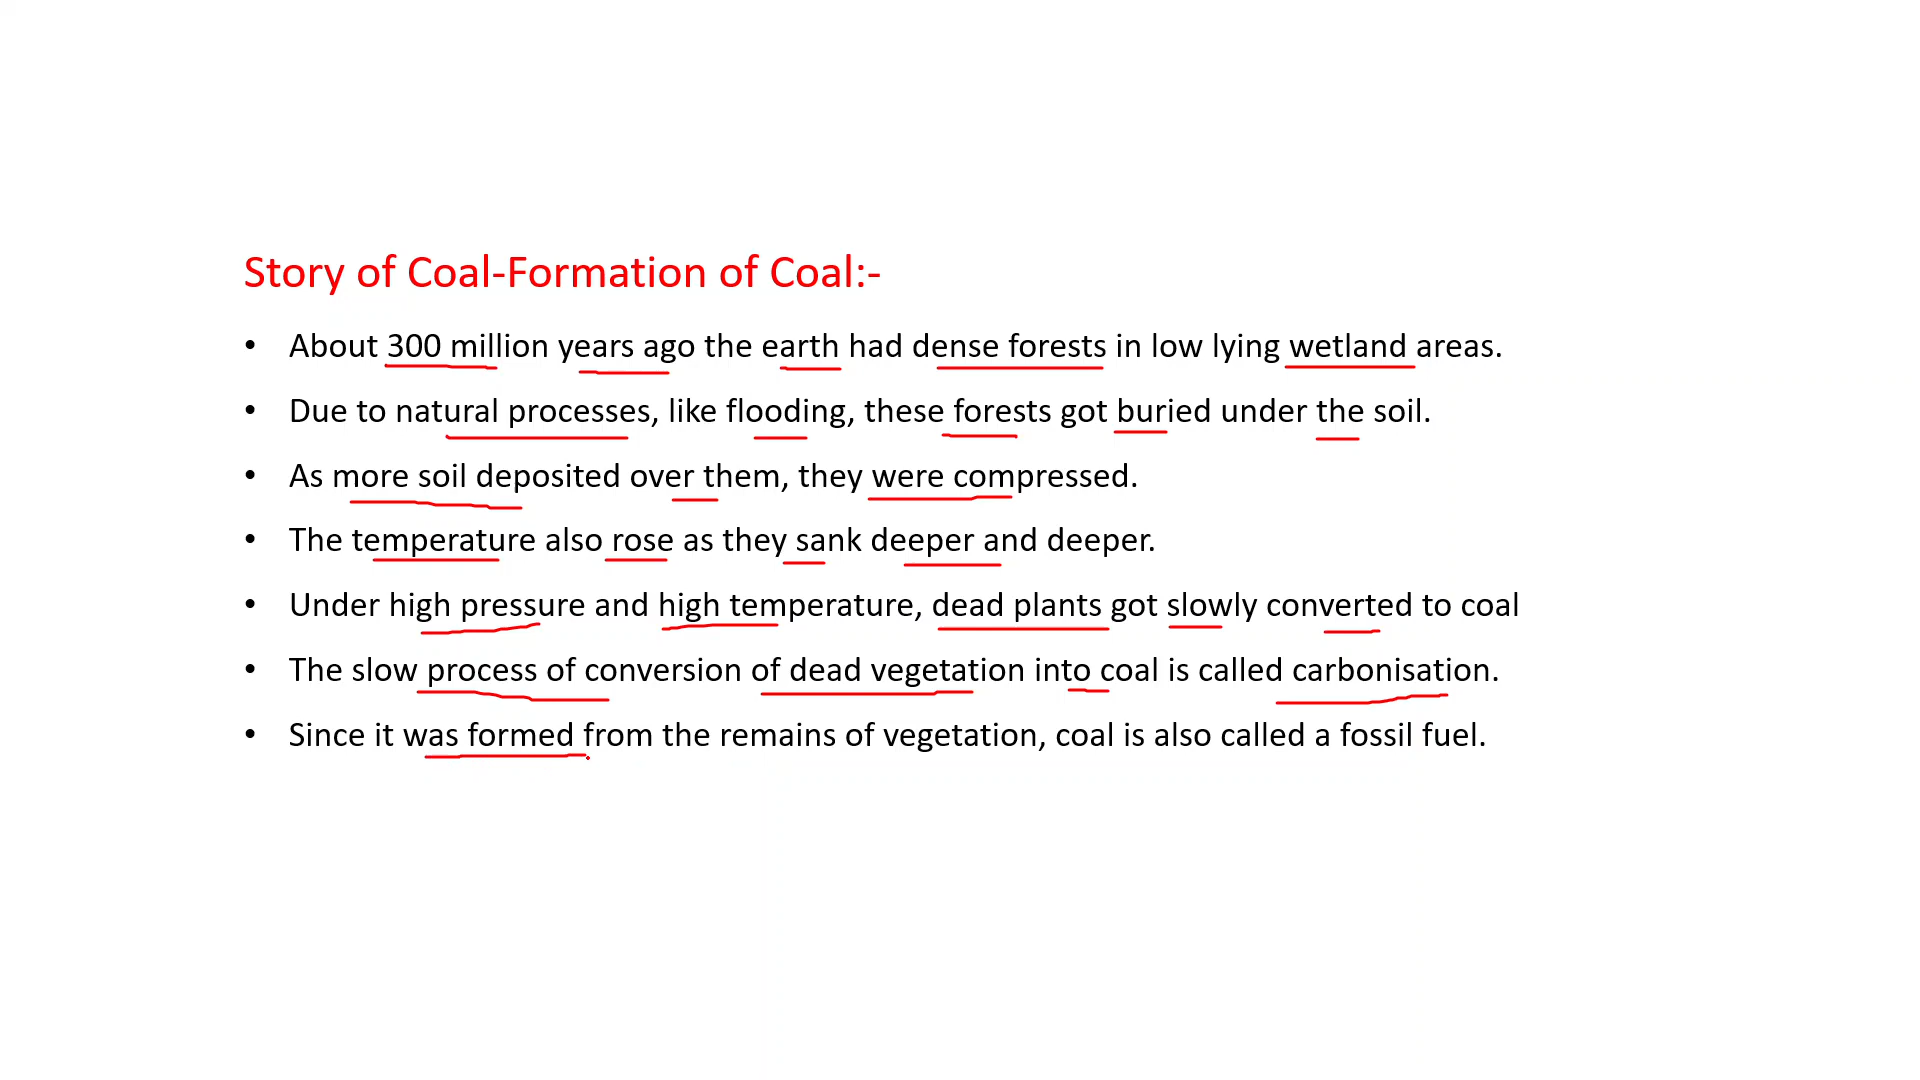 Story of Coal-Formation of Coal:-
• About 300 million years ago the earth had dense forests in low lying wetland areas.
• Due to natural processes, like flooding, these forests got buried under the soil.
• As more soil deposited over them, they were compressed.
• The temperature also rose as they sank deeper and deeper.
• Under high pressure and high temperature, dead plants got slowly converted to coal
• The slow process of conversion of dead vegetation into coal is called carbonisation.
• Since it was formed from the remains of vegetation, coal is also called a fossil fuel.